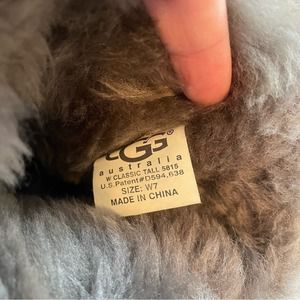 UGG®
australia
W CLASSIC TALL 5815
U.S. Patent#D594,638
SIZE: W7
MADE IN CHINA